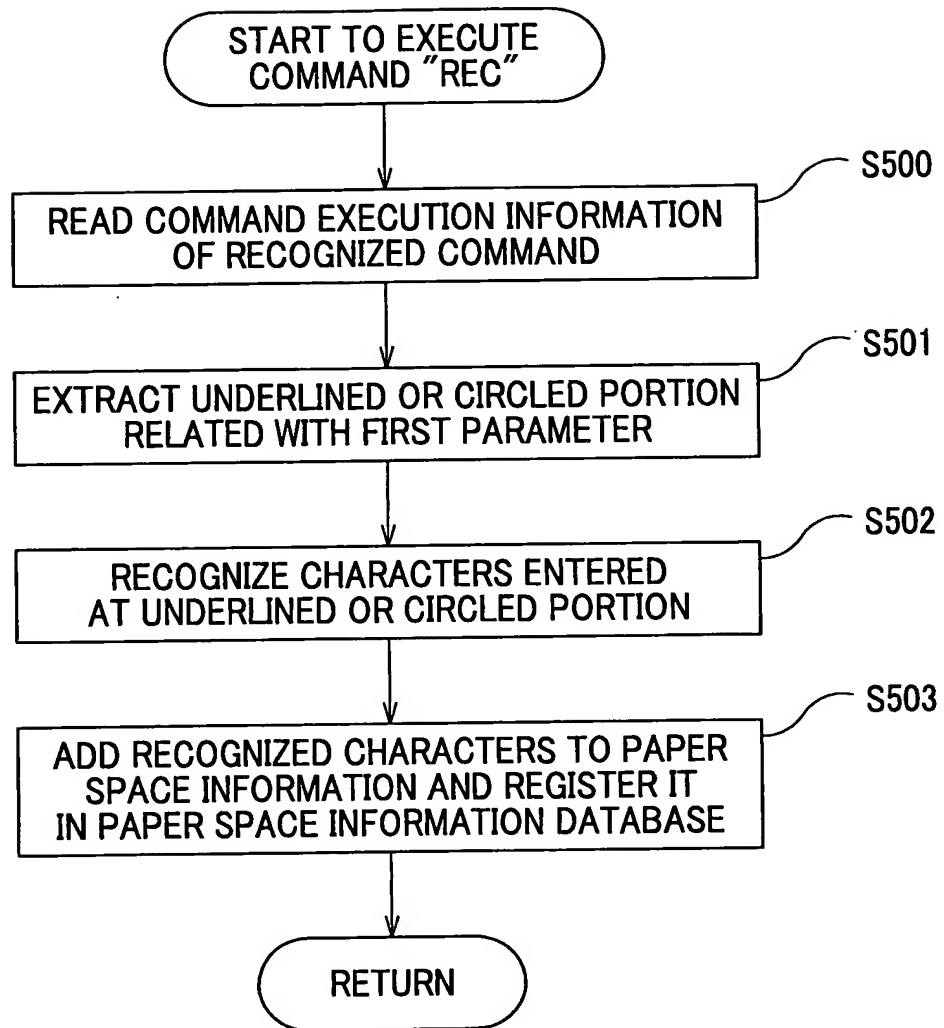 START TO EXECUTE
COMMAND "REC"
S500
READ COMMAND EXECUTION INFORMATION
OF RECOGNIZED COMMAND
S501
EXTRACT UNDERLINED OR CIRCLED PORTION
RELATED WITH FIRST PARAMETER
S502
RECOGNIZE CHARACTERS ENTERED
AT UNDERLINED OR CIRCLED PORTION
S503
ADD RECOGNIZED CHARACTERS TO PAPER
SPACE INFORMATION AND REGISTER IT
IN PAPER SPACE INFORMATION DATABASE
RETURN